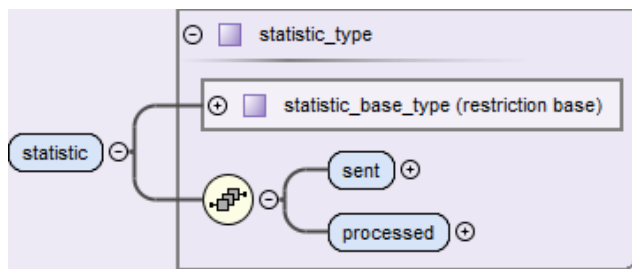 statistic_type
statistic_base_type (restriction base)
statistic
sent
processed